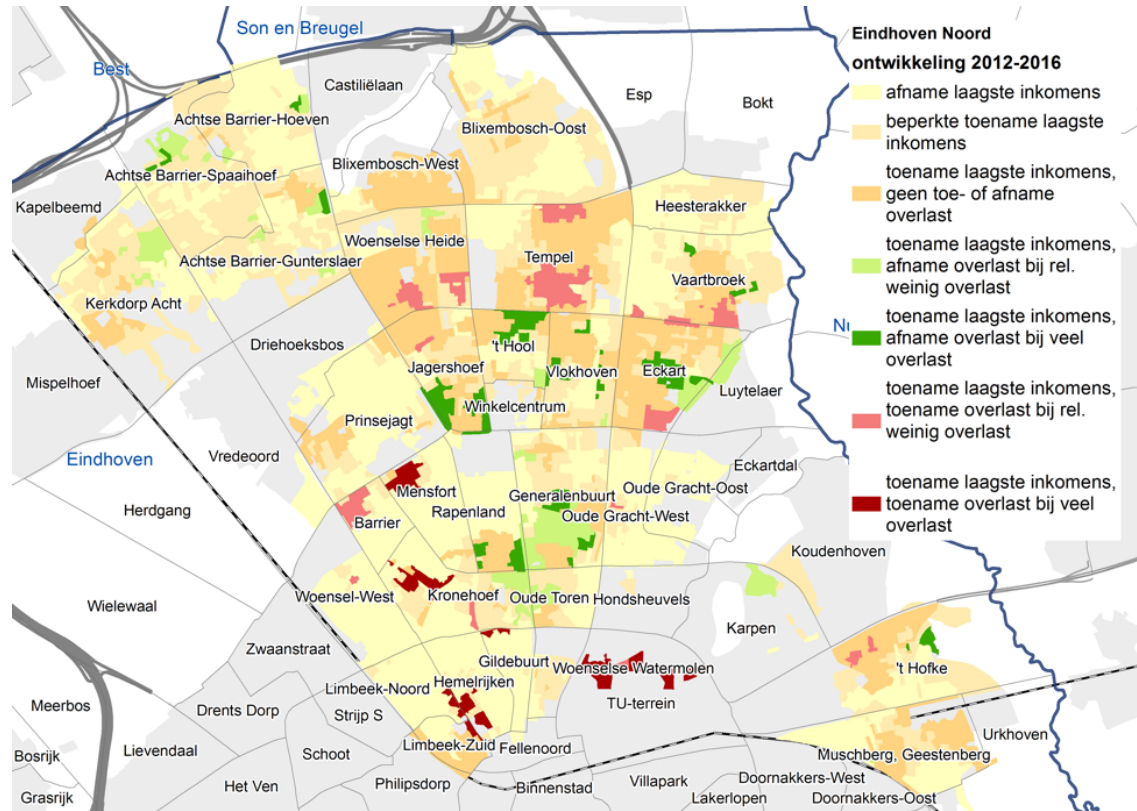 Son en Breugel
Best
Castiliëlaan
Achtse Barrier-Hoeven
Blixembosch-Oost
Esp
Bokt
Blixembosch-West
Achtse Barrier-Spaaihoef
Kapelbeemd
Heesterakker
Woenselse Heide
Tempel
Achtse Barrier-Gunterslaer
Vaartbroek
Kerkdorp Acht
Driehoeksbos
't Hool
Jagershoef
Vlokhoven
Eckart
Mispelhoef
Luytelaer
Winkelcentrum
Prinsejagt
Vredeoord
Eindhoven
Eckartdal
Mensfort
Generalenbuurt
Oude Gracht-Oost
Herdgang
Rapenland
Oude Gracht-West
Barrier
Koudenhoven
Woensel-West
Kronehoef
Oude Toren
Hondsheuvels
Wielewaal
Karpen
Zwaanstraat
Gildebuurt
Woenselse Watermolen
't Hofke
Limbeek-Noord
Hemelrijken
TU-terrein
Meerbos
Drents Dorp
Strijp S
Urkhoven
Bosrijk
Lievendaal
Schoot
Limbeek-Zuid
Fellenoord
Muschberg, Geestenberg
Grasrijk
Het Ven
Philipsdorp
Binnenstad
Villapark
Doornakkers-West
Lakerlopen
Doornakkers-Oost
Eindhoven Noord
ontwikkeling 2012-2016
afname laagste inkomens
beperkte toename laagste
inkomens
toename laagste inkomens,
geen toe- of afname
overlast
toename laagste inkomens,
afname overlast bij rel.
weinig overlast
toename laagste inkomens,
afname overlast bij veel
overlast
toename laagste inkomens,
toename overlast bij rel.
weinig overlast
toename laagste inkomens,
toename overlast bij veel
overlast